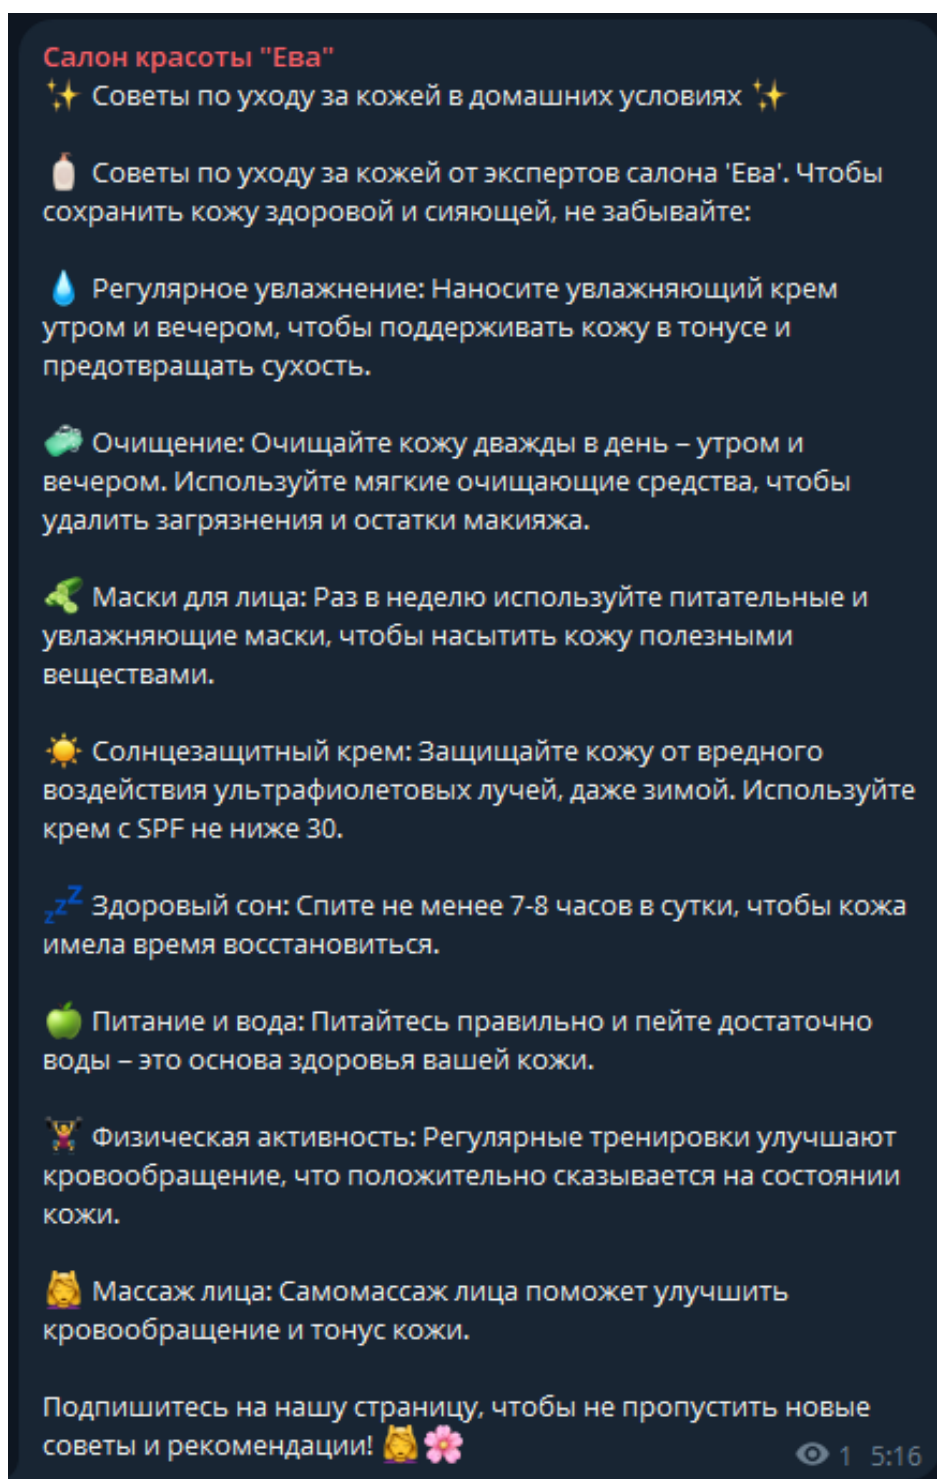 Салон красоты "Ева"
✨ Советы по уходу за кожей в домашних условиях ✨
🧴 Советы по уходу за кожей от экспертов салона 'Ева'. Чтобы
сохранить кожу здоровой и сияющей, не забывайте:
💧 Регулярное увлажнение: Наносите увлажняющий крем
утром и вечером, чтобы поддерживать кожу в тонусе и
предотвращать сухость.
🧼 Очищение: Очищайте кожу дважды в день – утром и
вечером. Используйте мягкие очищающие средства, чтобы
удалить загрязнения и остатки макияжа.
🥒 Маски для лица: Раз в неделю используйте питательные и
увлажняющие маски, чтобы насытить кожу полезными
веществами.
☀️ Солнцезащитный крем: Защищайте кожу от вредного
воздействия ультрафиолетовых лучей, даже зимой. Используйте
крем с SPF не ниже 30.
💤 Здоровый сон: Спите не менее 7-8 часов в сутки, чтобы кожа
имела время восстановиться.
🍏 Питание и вода: Питайтесь правильно и пейте достаточно
воды – это основа здоровья вашей кожи.
🏋️‍♀️ Физическая активность: Регулярные тренировки улучшают
кровообращение, что положительно сказывается на состоянии
кожи.
💆‍♀️ Массаж лица: Самомассаж лица поможет улучшить
кровообращение и тонус кожи.
Подпишитесь на нашу страницу, чтобы не пропустить новые
советы и рекомендации! 💆‍♀️🌸
1 5:16